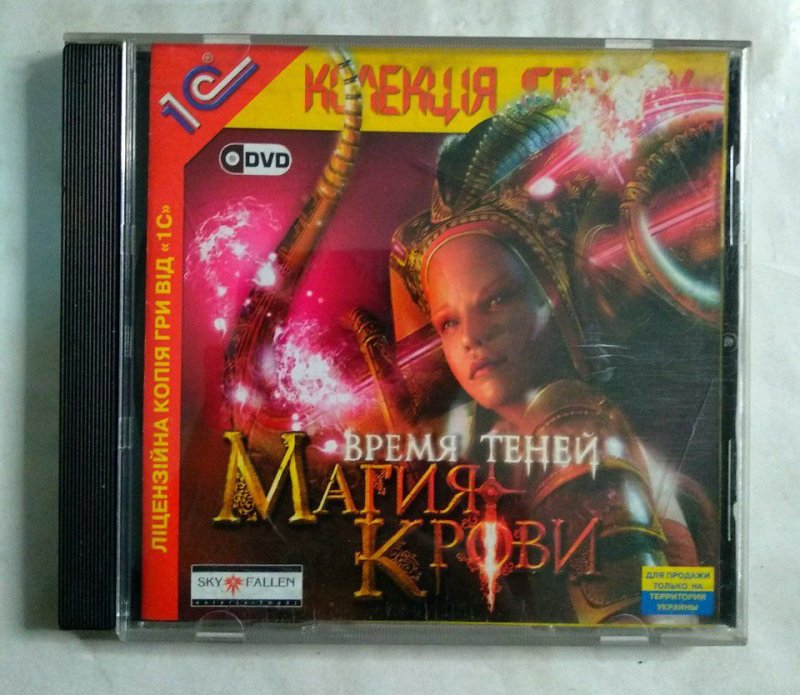 1С
КОЛЕКЦІЯ
DVD
ЛІЦЕНЗІЙНА КОПІЯ ГРИ ВІД «1С»
ВРЕМЯ ТЕНЕЙ
МАГИЯ
КРОВИ
SKY FALLEN
entertainment
ДЛЯ ПРОДАЖИ
ТОЛЬКО НА
ТЕРРИТОРИИ
УКРАИНЫ